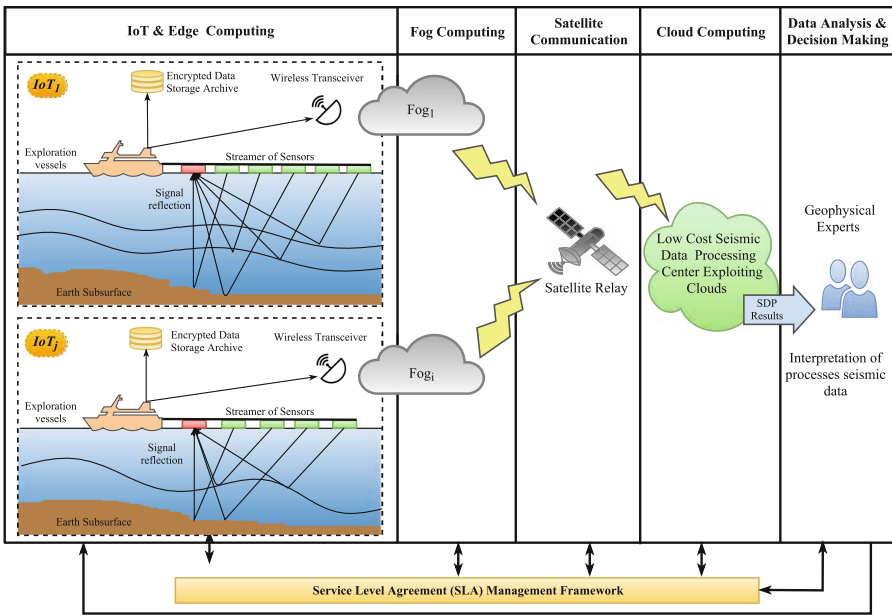 IoT & Edge Computing
Fog Computing
Satellite
Communication
Cloud Computing
Data Analysis &
Decision Making
IoT1
Encrypted Data
Storage Archive
Wireless Transceiver
Fog1
Exploration
vessels
Streamer of Sensors
Signal
reflection
Earth Subsurface
IoTj
Encrypted Data
Storage Archive
Wireless Transceiver
Fogi
Exploration
vessels
Streamer of Sensors
Signal
reflection
Earth Subsurface
Satellite Relay
Low Cost Seismic
Data Processing
Center Exploiting
Clouds
SDP
Results
Geophysical
Experts
Interpretation of
processes seismic
data
Service Level Agreement (SLA) Management Framework